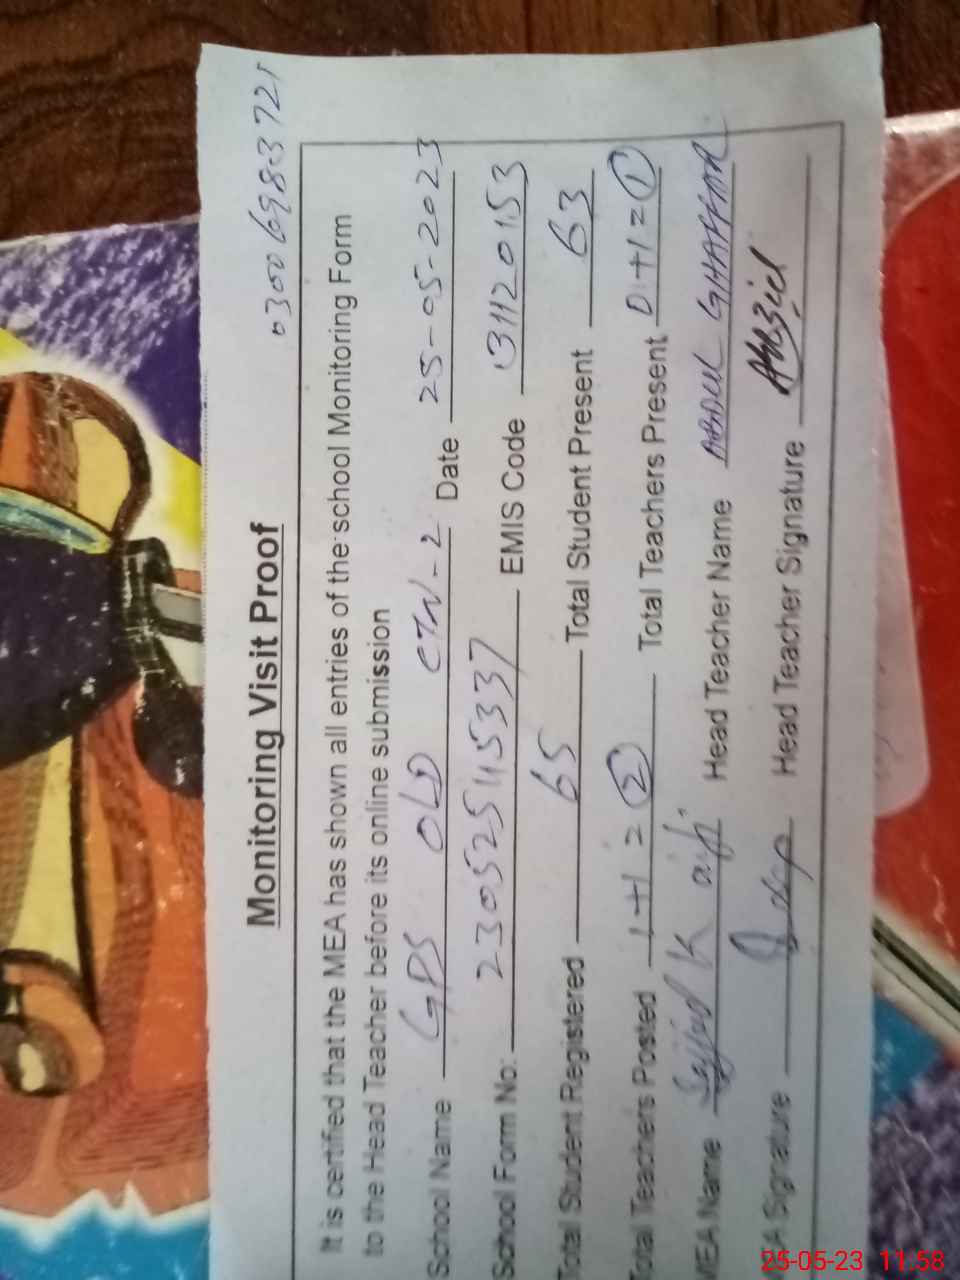 0300 6983721
Monitoring Visit Proof
It is certified that the MEA has shown all entries of the school Monitoring Form
to the Head Teacher before its online submission
School Name GPS OLD CTN-2 Date 25-05-2023
School Form No: 230525115337 EMIS Code 31120153
Total Student Registered 65 Total Student Present 63
Total Teachers Posted 1+1=2 Total Teachers Present 0+1=1
MEA Name Head Teacher Name ABDUL GHAFFAR
EA Signature Head Teacher Signature
25-05-23 11:58